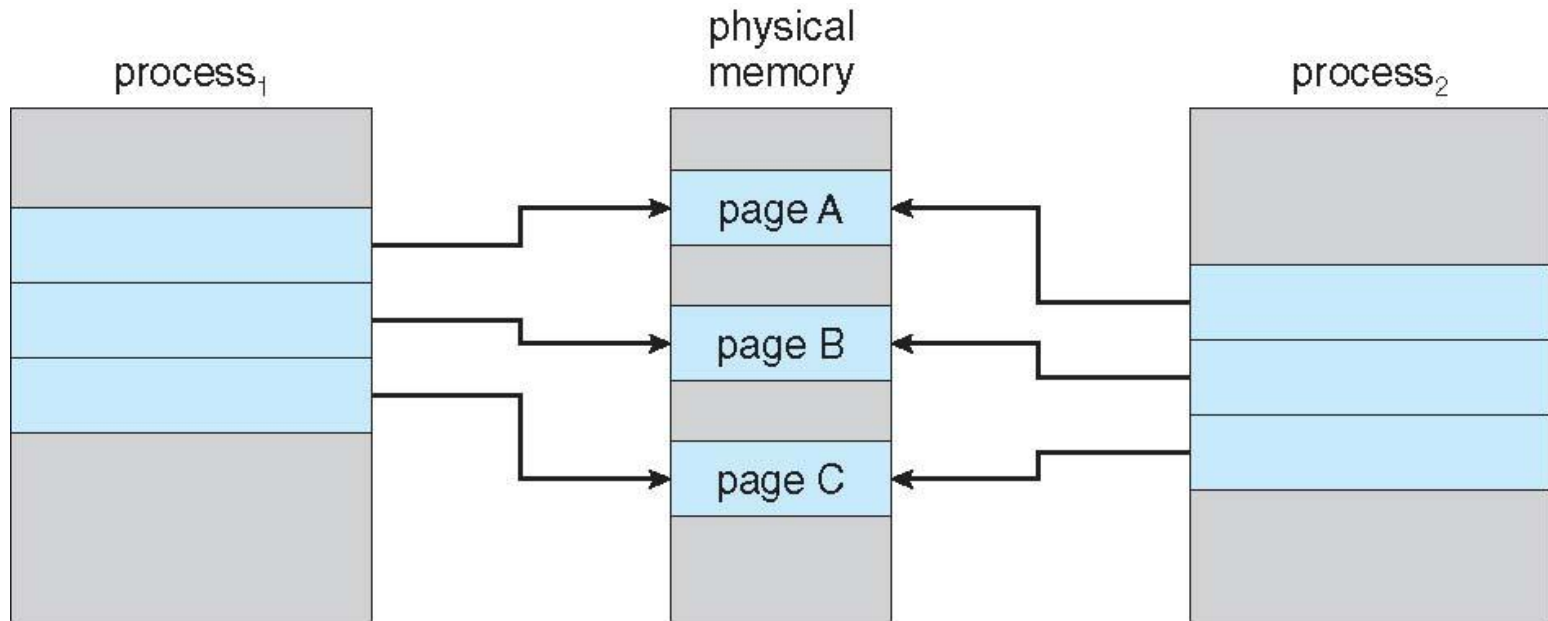 process₁
physical
memory
process₂
page A
page B
page C